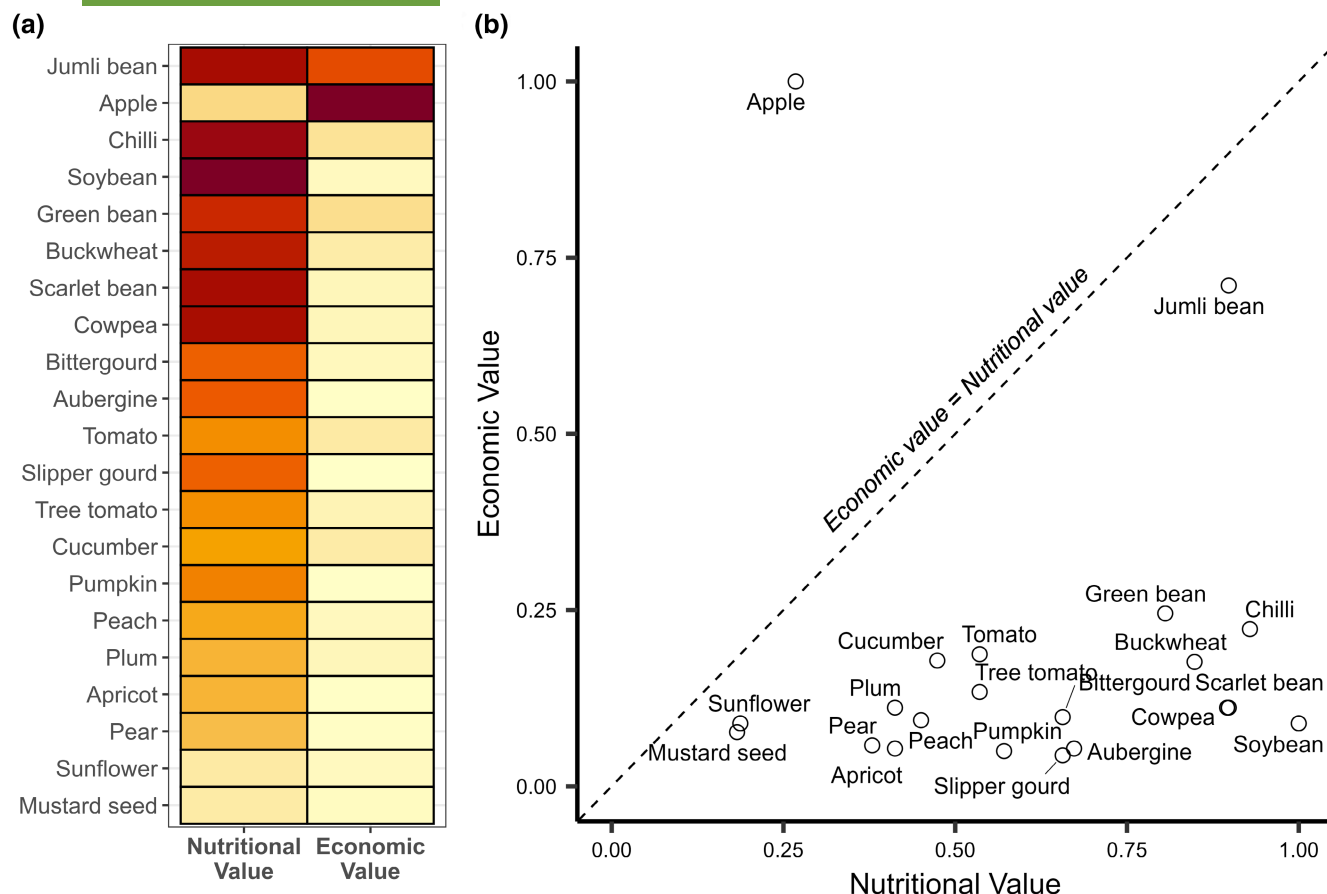 (a)
Jumli bean
Apple
Chilli
Soybean
Green bean
Buckwheat
Scarlet bean
Cowpea
Bittergourd
Aubergine
Tomato
Slipper gourd
Tree tomato
Cucumber
Pumpkin
Peach
Plum
Apricot
Pear
Sunflower
Mustard seed
Nutritional Economic
Value Value
(b)
Economic Value
1.00
0.75
0.50
0.25
0.00
Apple
Jumli bean
Economic value = Nutritional value
Green bean
Chilli
Cucumber
Tomato
Buckwheat
Tree tomato
Bittergourd
Scarlet bean
Plum
Sunflower
Cowpea
Pear
Peach
Pumpkin
Mustard seed
Aubergine
Soybean
Apricot
Slipper gourd
0.00 0.25 0.50 0.75 1.00
Nutritional Value